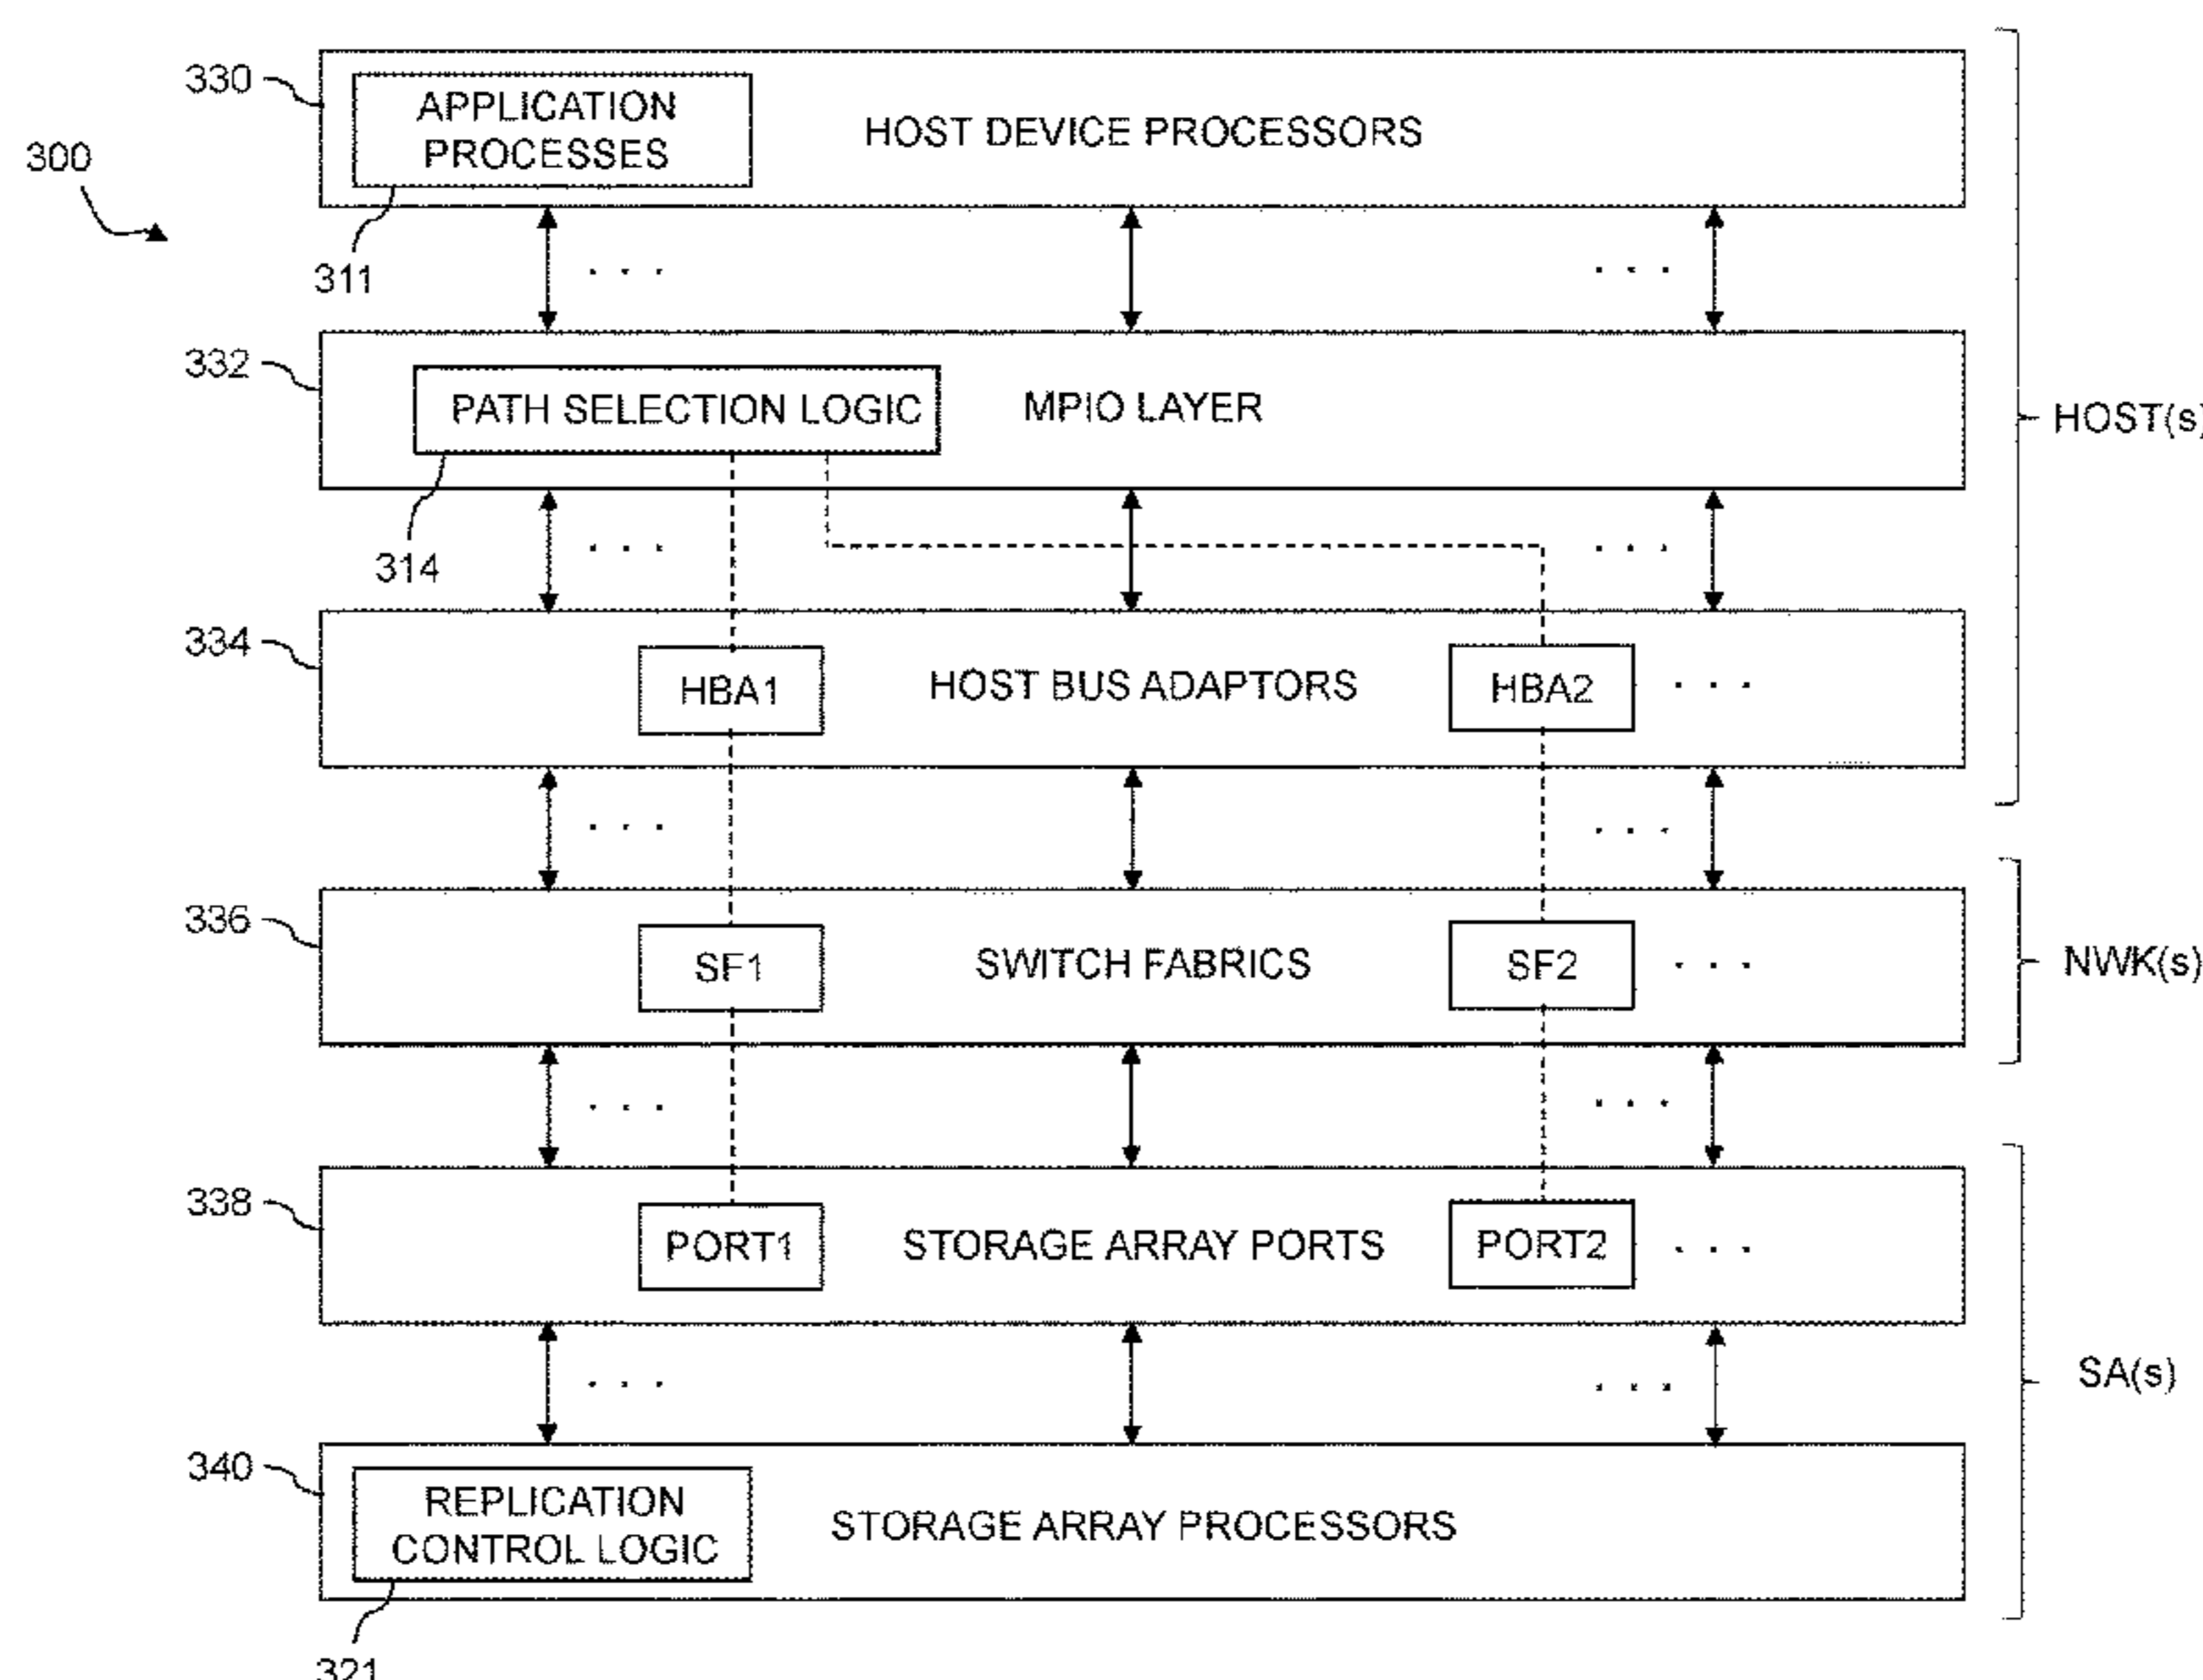 330
APPLICATION
PROCESSES
HOST DEVICE PROCESSORS
300
311
332
PATH SELECTION LOGIC
MPIO LAYER
HOST(s)
314
334
HBA1
HOST BUS ADAPTORS
HBA2
336
SF1
SWITCH FABRICS
SF2
NWK(s)
338
PORT1
STORAGE ARRAY PORTS
PORT2
SA(s)
340
REPLICATION
CONTROL LOGIC
STORAGE ARRAY PROCESSORS
321